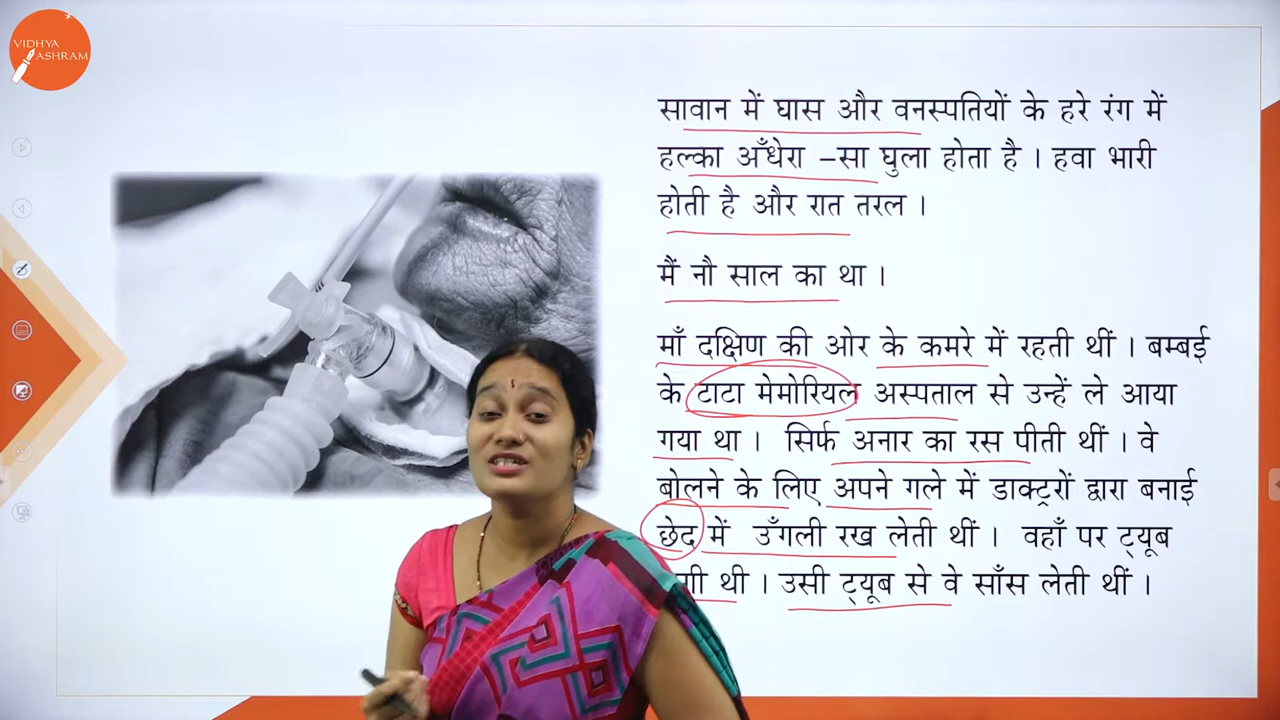 VIDHYA
ASHRAM
सावान में घास और वनस्पतियों के हरे रंग में
हल्का अँधेरा –सा घुला होता है । हवा भारी
होती है और रात तरल ।
मैं नौ साल का था ।
माँ दक्षिण की ओर के कमरे में रहती थीं । बम्बई
के टाटा मेमोरियल अस्पताल से उन्हें ले आया
गया था । सिर्फ अनार का रस पीती थीं । वे
बोलने के लिए अपने गले में डाक्ट्रों द्वारा बनाई
छेद में उँगली रख लेती थीं । वहाँ पर ट्यूब
थी । उसी ट्यूब से वे साँस लेती थीं ।